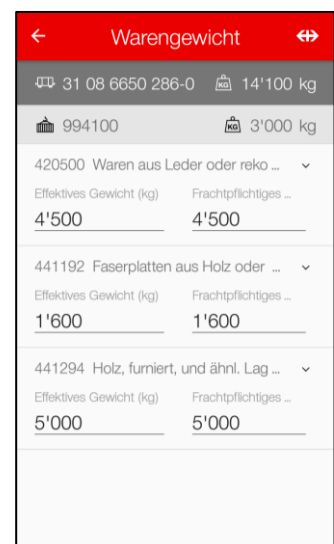 Warengewicht
31 08 6650 286-0 14'100 kg
994100 3'000 kg
420500 Waren aus Leder oder reko ...
Effektives Gewicht (kg) Frachtpflichtiges ...
4'500 4'500
441192 Faserplatten aus Holz oder ...
Effektives Gewicht (kg) Frachtpflichtiges ...
1'600 1'600
441294 Holz, furniert, und ähnl. Lag ...
Effektives Gewicht (kg) Frachtpflichtiges ...
5'000 5'000